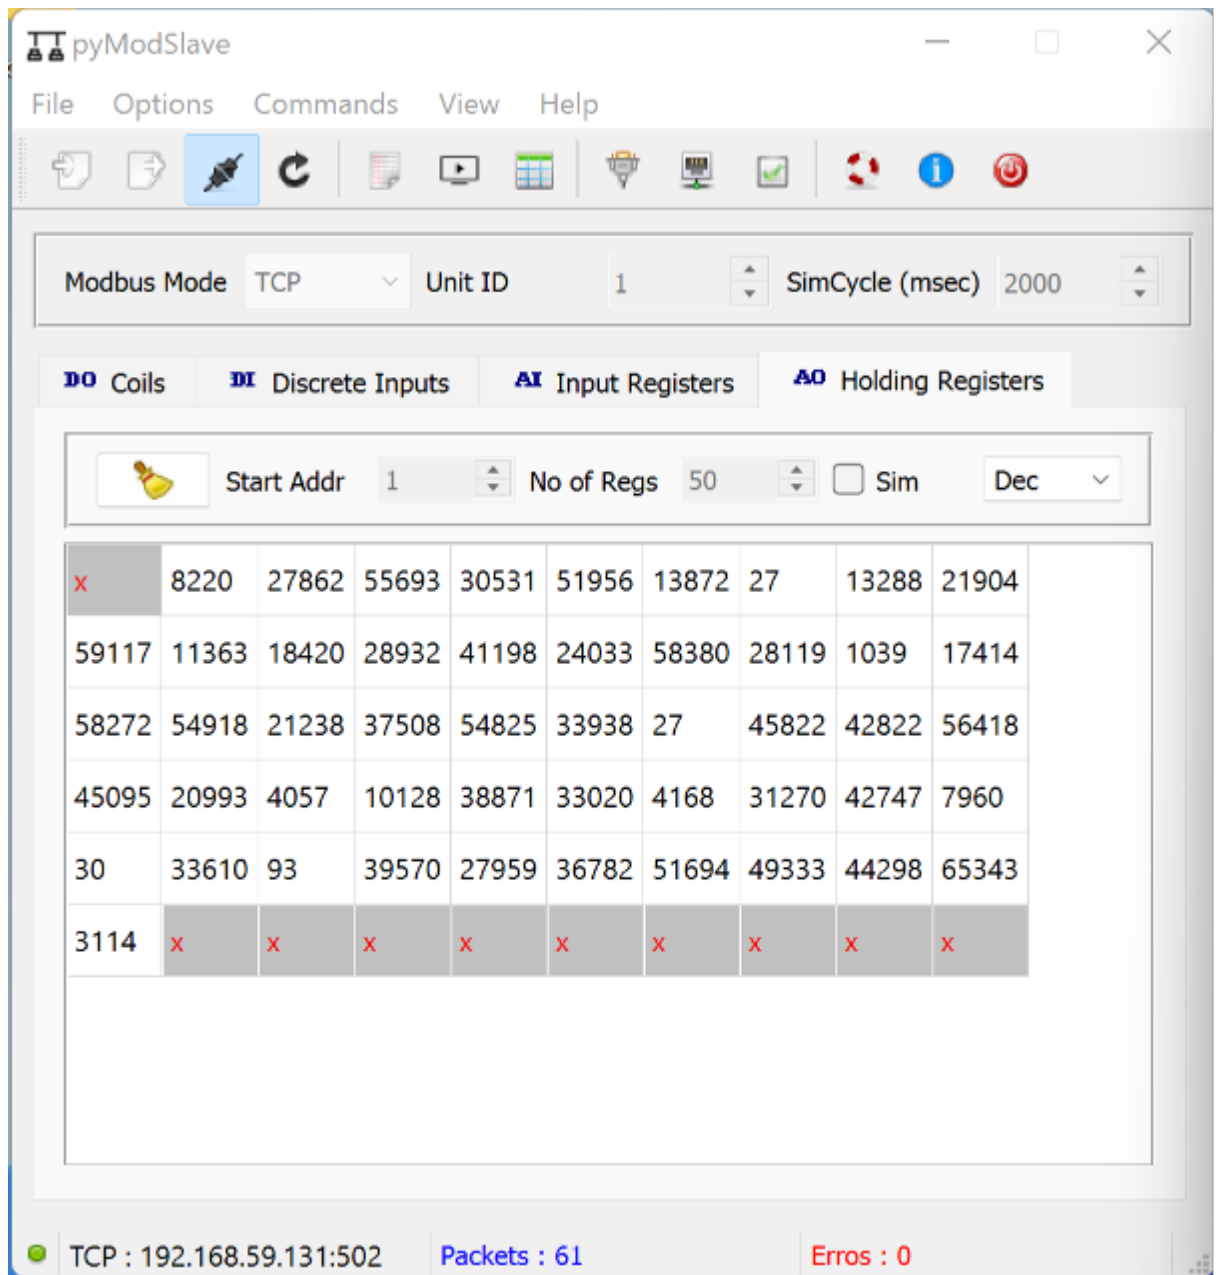 pyModSlave
File Options Commands View Help
Modbus Mode TCP Unit ID 1 SimCycle (msec) 2000
DO Coils DI Discrete Inputs AI Input Registers AO Holding Registers
Start Addr 1 No of Regs 50 Sim Dec
x 8220 27862 55693 30531 51956 13872 27 13288 21904
59117 11363 18420 28932 41198 24033 58380 28119 1039 17414
58272 54918 21238 37508 54825 33938 27 45822 42822 56418
45095 20993 4057 10128 38871 33020 4168 31270 42747 7960
30 33610 93 39570 27959 36782 51694 49333 44298 65343
3114 x x x x x x x x x
TCP : 192.168.59.131:502 Packets : 61 Erros : 0